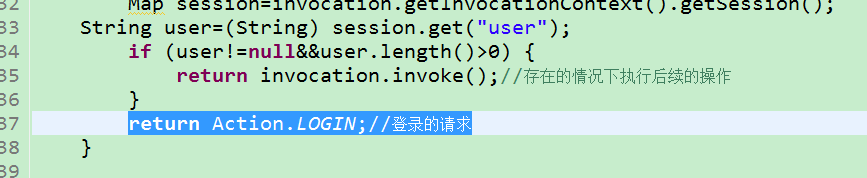 32 Map session=invocation.getInvocationContext().getSession();
33 String user=(String) session.get("user");
34 if (user!=null&&user.length()>0) {
35 return invocation.invoke();//存在的情况下执行后续的操作
36 }
37 return Action.LOGIN;//登录的请求
38 }
39